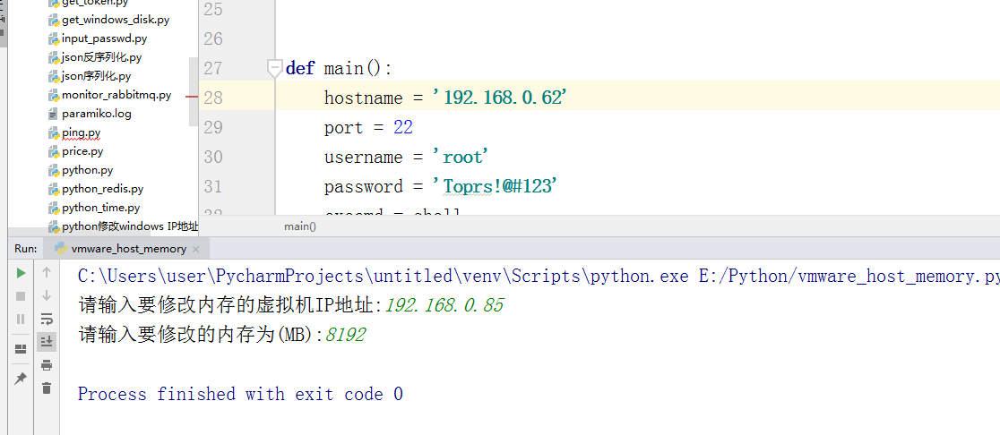 get_token.py
get_windows_disk.py
input_passwd.py
json反序列化.py
json序列化.py
monitor_rabbitmq.py
paramiko.log
ping.py
price.py
python.py
python_redis.py
python_time.py
python修改windows IP地址
25
26
27 def main():
28 hostname = '192.168.0.62'
29 port = 22
30 username = 'root'
31 password = 'Toprs!@#123'
32 execmd = shell
main()
Run: vmware_host_memory ×
C:\Users\user\PycharmProjects\untitled\venv\Scripts\python.exe E:/Python/vmware_host_memory.py
请输入要修改内存的虚拟机IP地址:192.168.0.85
请输入要修改的内存为(MB):8192
Process finished with exit code 0